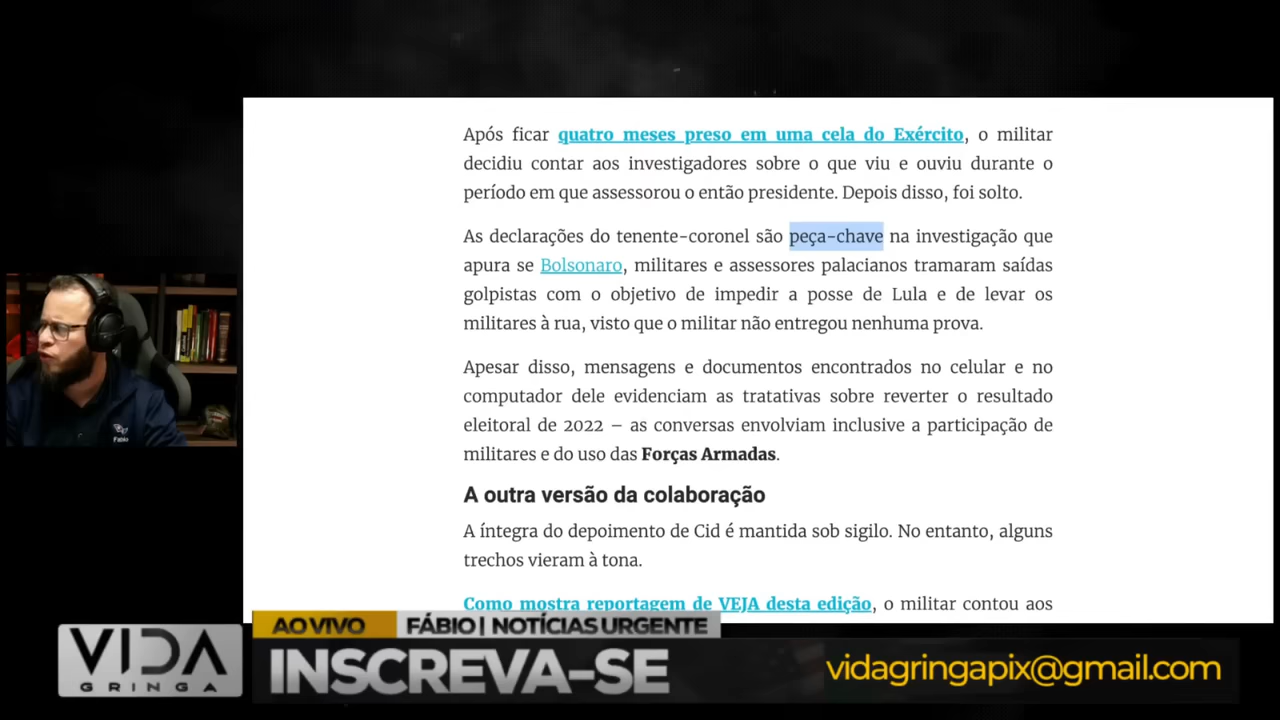 Após ficar quatro meses preso em uma cela do Exército, o militar
decidiu contar aos investigadores sobre o que viu e ouviu durante o
período em que assessorou o então presidente. Depois disso, foi solto.
As declarações do tenente-coronel são peça-chave na investigação que
apura se Bolsonaro, militares e assessores palacianos tramaram saídas
golpistas com o objetivo de impedir a posse de Lula e de levar os
militares à rua, visto que o militar não entregou nenhuma prova.
Apesar disso, mensagens e documentos encontrados no celular e no
computador dele evidenciam as tratativas sobre reverter o resultado
eleitoral de 2022 – as conversas envolviam inclusive a participação de
militares e do uso das Forças Armadas.
A outra versão da colaboração
A íntegra do depoimento de Cid é mantida sob sigilo. No entanto, alguns
trechos vieram à tona.
Como mostra reportagem de VEJA desta edição, o militar contou aos
Fabio
AO VIVO FÁBIO | NOTÍCIAS URGENTE
VIDA
GRINGA
INSCREVA-SE
vidagringapix@gmail.com